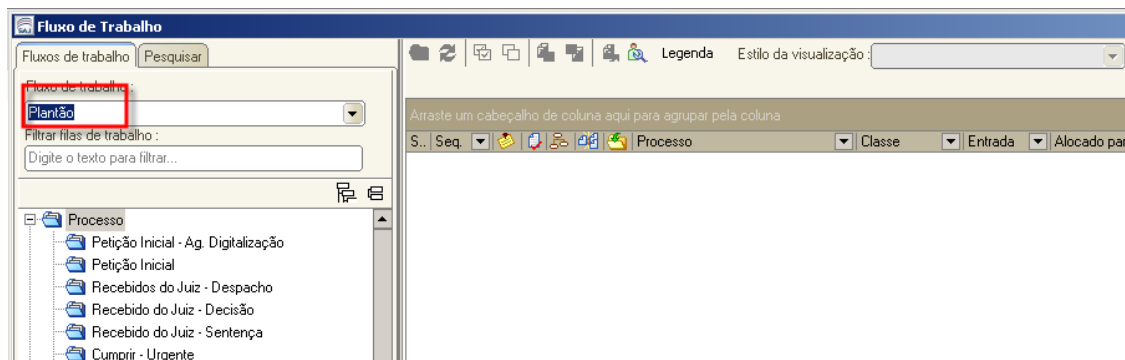 Fluxo de Trabalho
Fluxos de trabalho Pesquisar
Legenda Estilo da visualização :
Fluxo de trabalho :
Plantão
Arraste um cabeçalho de coluna aqui para agrupar pela coluna
Filtrar filas de trabalho :
S.. Seq. Processo Classe Entrada Alocado par
Digite o texto para filtrar...
Processo
Petição Inicial - Ag. Digitalização
Petição Inicial
Recebidos do Juiz - Despacho
Recebido do Juiz - Decisão
Recebido do Juiz - Sentença
Cumprir - Urgente